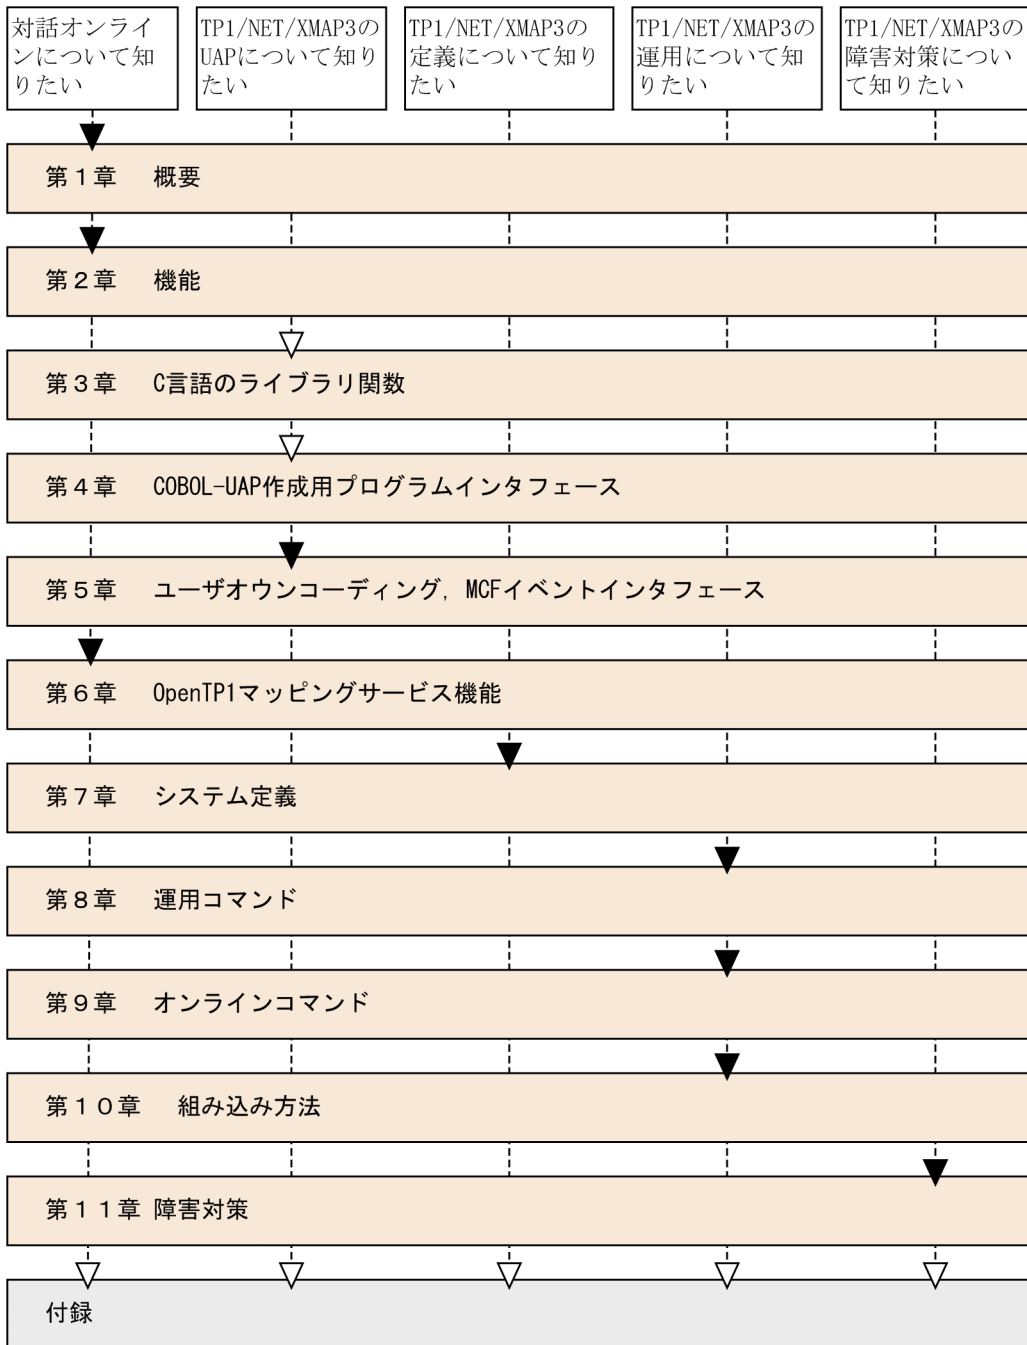 対話オンライ
ンについて知
りたい
TP1/NET/XMAP3の
UAPについて知り
たい
TP1/NET/XMAP3の
定義について知り
たい
TP1/NET/XMAP3の
運用について知
りたい
TP1/NET/XMAP3の
障害対策につい
て知りたい
第１章 概要
第２章 機能
第３章 C言語のライブラリ関数
第４章 COBOL-UAP作成用プログラムインタフェース
第５章 ユーザオウンコーディング，MCFイベントインタフェース
第６章 OpenTP1マッピングサービス機能
第７章 システム定義
第８章 運用コマンド
第９章 オンラインコマンド
第１０章 組み込み方法
第１１章 障害対策
付録